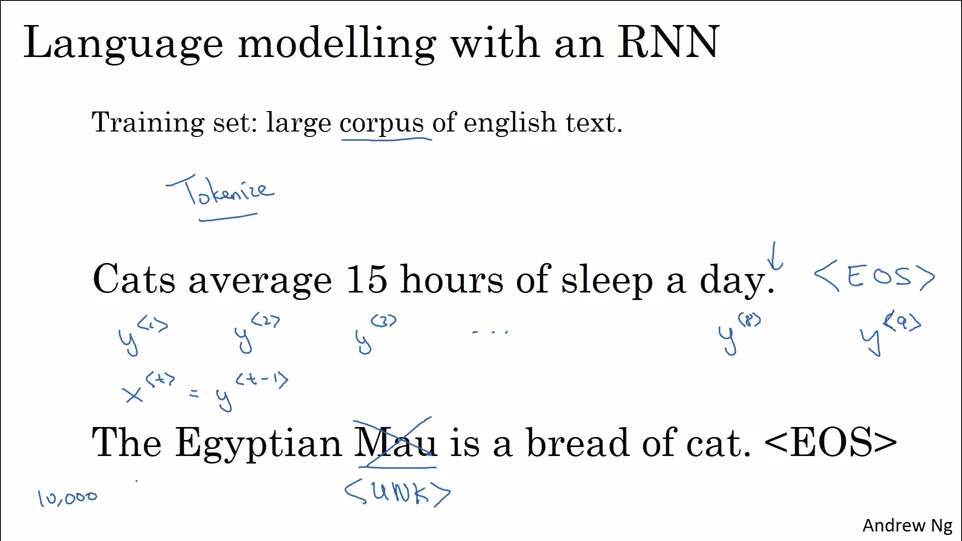 Language modelling with an RNN
Training set: large corpus of english text.
Tokenize
Cats average 15 hours of sleep a day. <EOS>
y<1> y<2> y<3> ... y<8> y<9>
x<t> = y<t-1>
The Egyptian Mau is a bread of cat. <EOS>
10,000 <UNK>
Andrew Ng